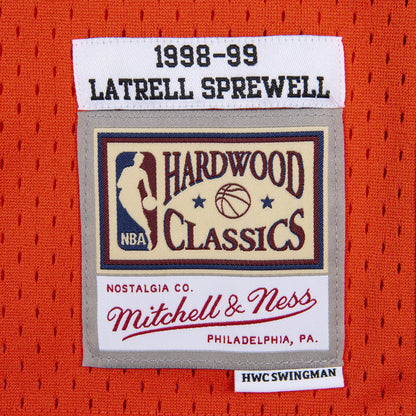 1998-99
LATRELL SPREWELL
HARDWOOD
CLASSICS
NBA
NOSTALGIA CO.
Mitchell & Ness
PHILADELPHIA, PA.
HWC SWINGMAN